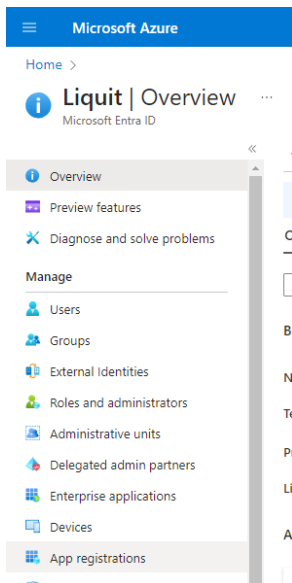 Microsoft Azure
Home >
Liquit | Overview ...
Microsoft Entra ID
«
Overview
Preview features
Diagnose and solve problems
Manage
Users
Groups
External Identities
Roles and administrators
Administrative units
Delegated admin partners
Enterprise applications
Devices
App registrations